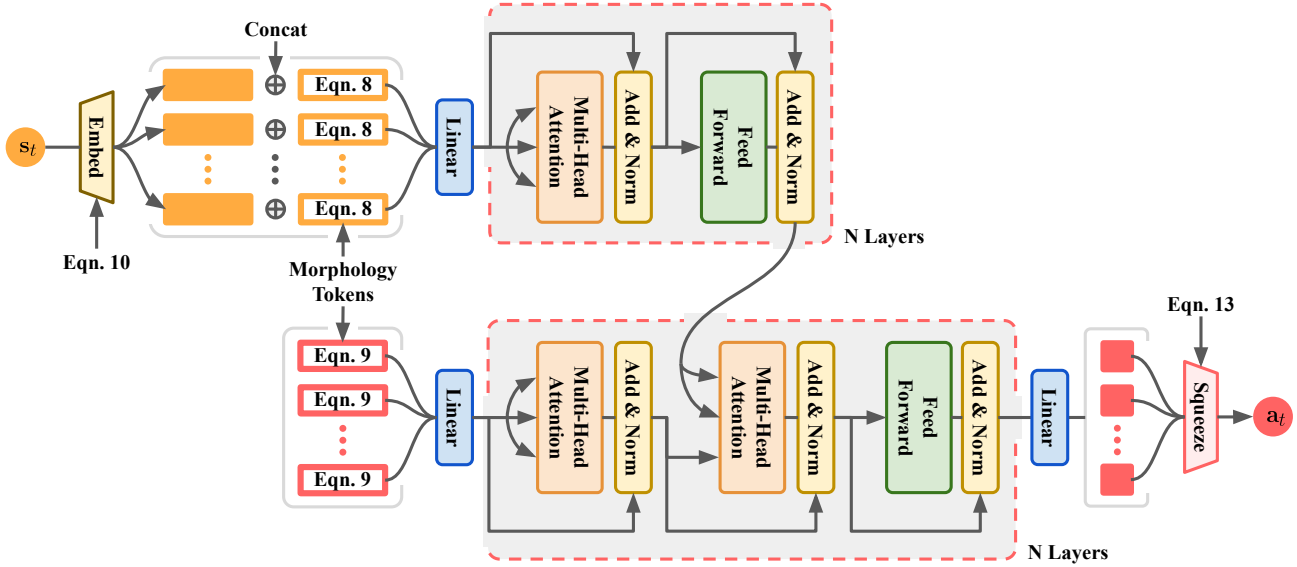 Concat
s_t
Embed
Eqn. 10
Eqn. 8
Eqn. 8
Eqn. 8
Linear
Multi-Head
Attention
Add & Norm
Feed
Forward
Add & Norm
N Layers
Morphology
Tokens
Eqn. 9
Eqn. 9
Eqn. 9
Linear
Multi-Head
Attention
Add & Norm
Multi-Head
Attention
Add & Norm
Feed
Forward
Add & Norm
N Layers
Linear
Eqn. 13
Squeeze
a_t